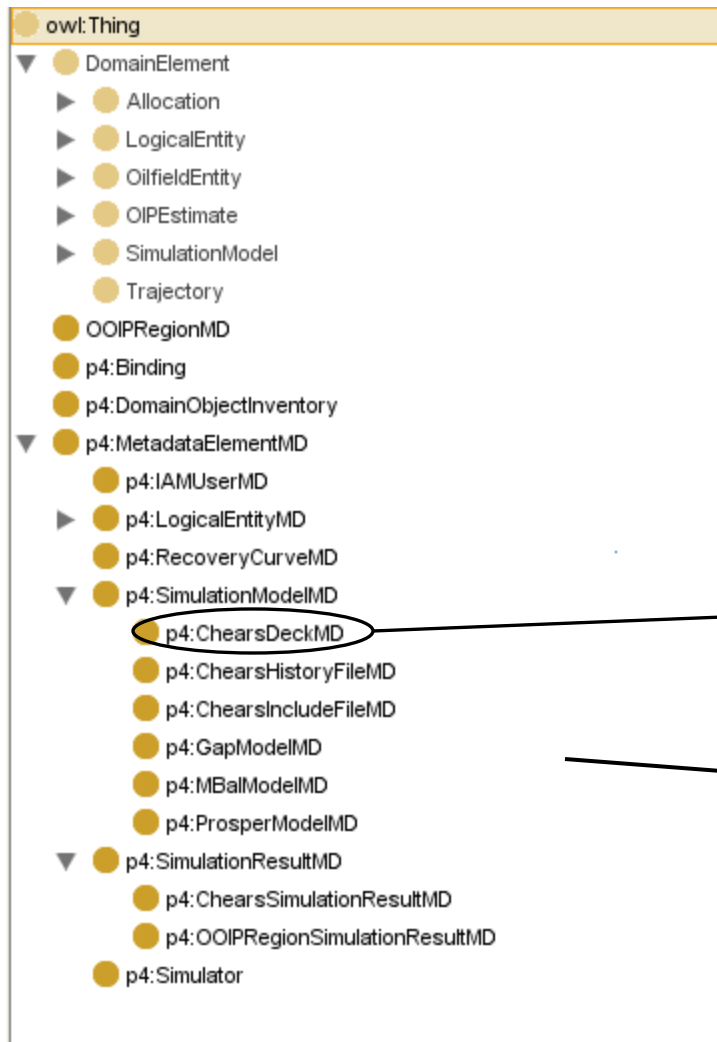 owl:Thing
DomainElement
Allocation
LogicalEntity
OilfieldEntity
OIPEstimate
SimulationModel
Trajectory
OOIPRegionMD
p4:Binding
p4:DomainObjectInventory
p4:MetadataElementMD
p4:IAMUserMD
p4:LogicalEntityMD
p4:RecoveryCurveMD
p4:SimulationModelMD
p4:ChearsDeckMD
p4:ChearsHistoryFileMD
p4:ChearsIncludeFileMD
p4:GapModelMD
p4:MBalModelMD
p4:ProsperModelMD
p4:SimulationResultMD
p4:ChearsSimulationResultMD
p4:OOIPRegionSimulationResultMD
p4:Simulator